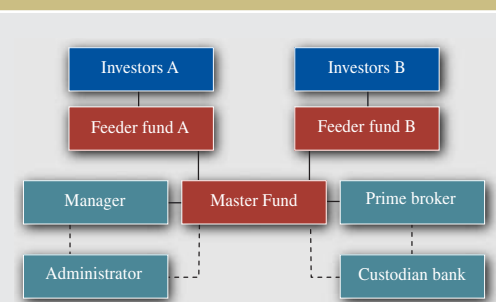 Investors A
Investors B
Feeder fund A
Feeder fund B
Manager
Master Fund
Prime broker
Administrator
Custodian bank